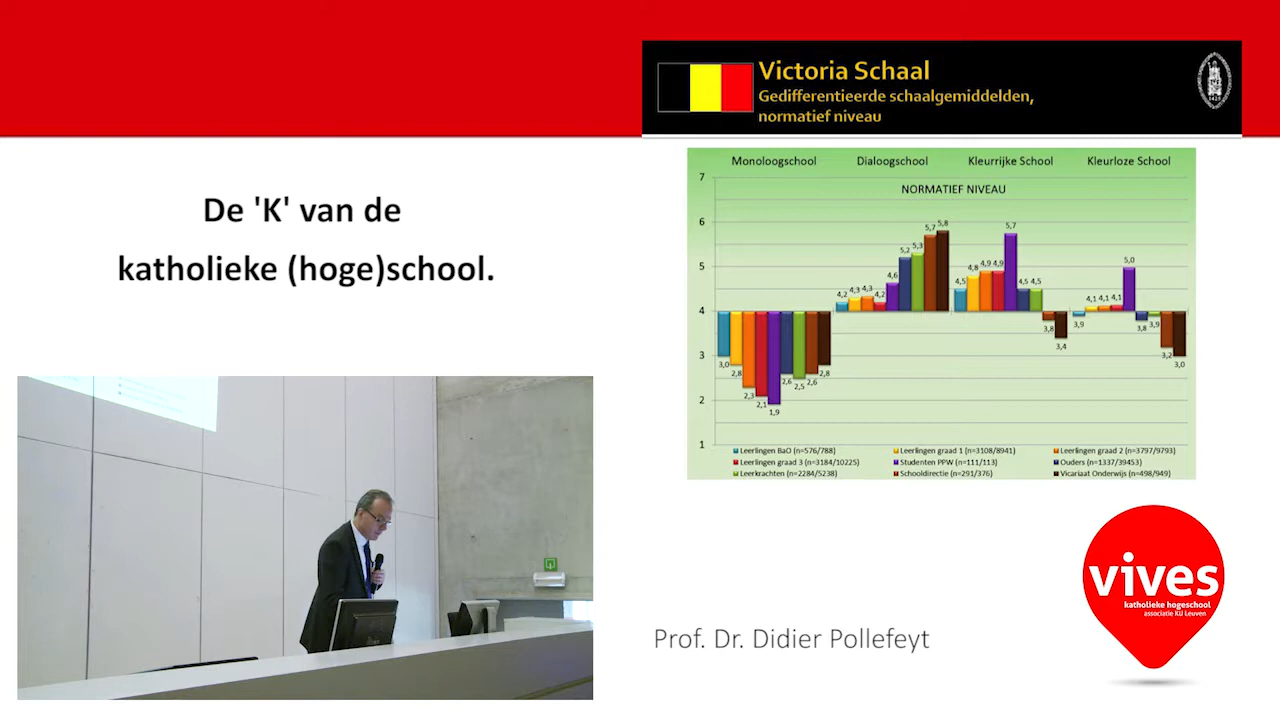 Victoria Schaal
Gedifferentieerde schaalgemiddelden,
normatief niveau
De 'K' van de
katholieke (hoge)school.
Monoloogschool Dialoogschool Kleurrijke School Kleurloze School
NORMATIEF NIVEAU
7
6
5
4
3
2
1
3,0 2,8 2,3 2,1 1,9 2,6 2,5 2,6 2,8
4,2 4,3 4,3 4,2 4,6 5,2 5,3 5,7 5,8
4,5 4,8 4,9 4,9 5,7 4,5 4,5 3,8 3,4
3,9 4,1 4,1 4,1 5,0 3,8 3,9 3,2 3,0
Leerlingen BaO (n=576/788) Leerlingen graad 1 (n=3108/8941) Leerlingen graad 2 (n=3797/9793)
Leerlingen graad 3 (n=3184/10225) Studenten PPW (n=111/113) Ouders (n=1337/39453)
Leerkrachten (n=2284/5238) Schooldirectie (n=291/376) Vicariaat Onderwijs (n=498/949)
vives
katholieke hogeschool
associatie KU Leuven
Prof. Dr. Didier Pollefeyt